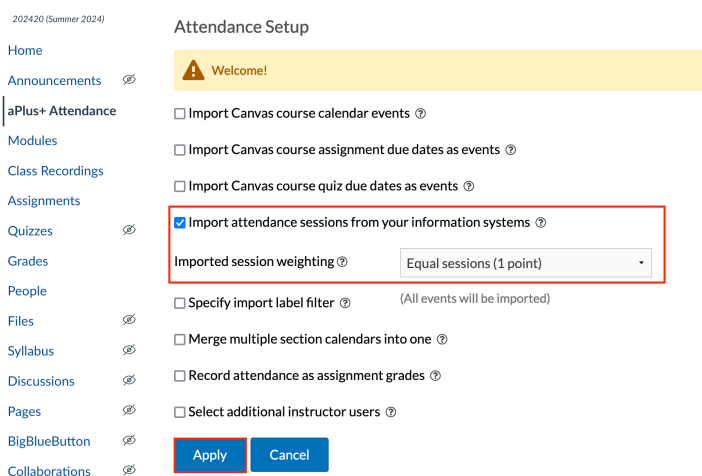 202420 (Summer 2024)
Home
Announcements
aPlus+ Attendance
Modules
Class Recordings
Assignments
Quizzes
Grades
People
Files
Syllabus
Discussions
Pages
BigBlueButton
Collaborations
Attendance Setup
Welcome!
Import Canvas course calendar events
Import Canvas course assignment due dates as events
Import Canvas course quiz due dates as events
Import attendance sessions from your information systems
Imported session weighting
Equal sessions (1 point)
Specify import label filter
(All events will be imported)
Merge multiple section calendars into one
Record attendance as assignment grades
Select additional instructor users
Apply
Cancel